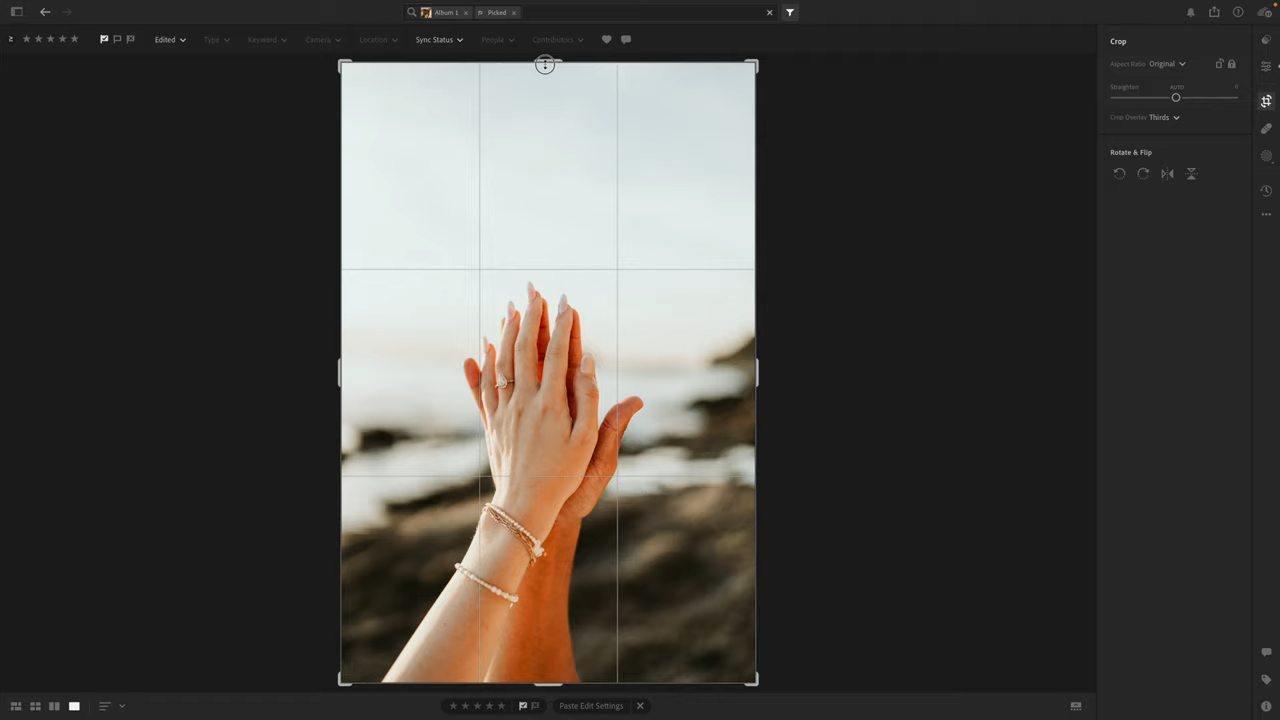 Album 1 × Picked ×
≥ Edited Type Keyword Camera Location Sync Status People Contributors
Crop
Aspect Ratio Original
Straighten AUTO 0
Crop Overlay Thirds
Rotate & Flip
Paste Edit Settings